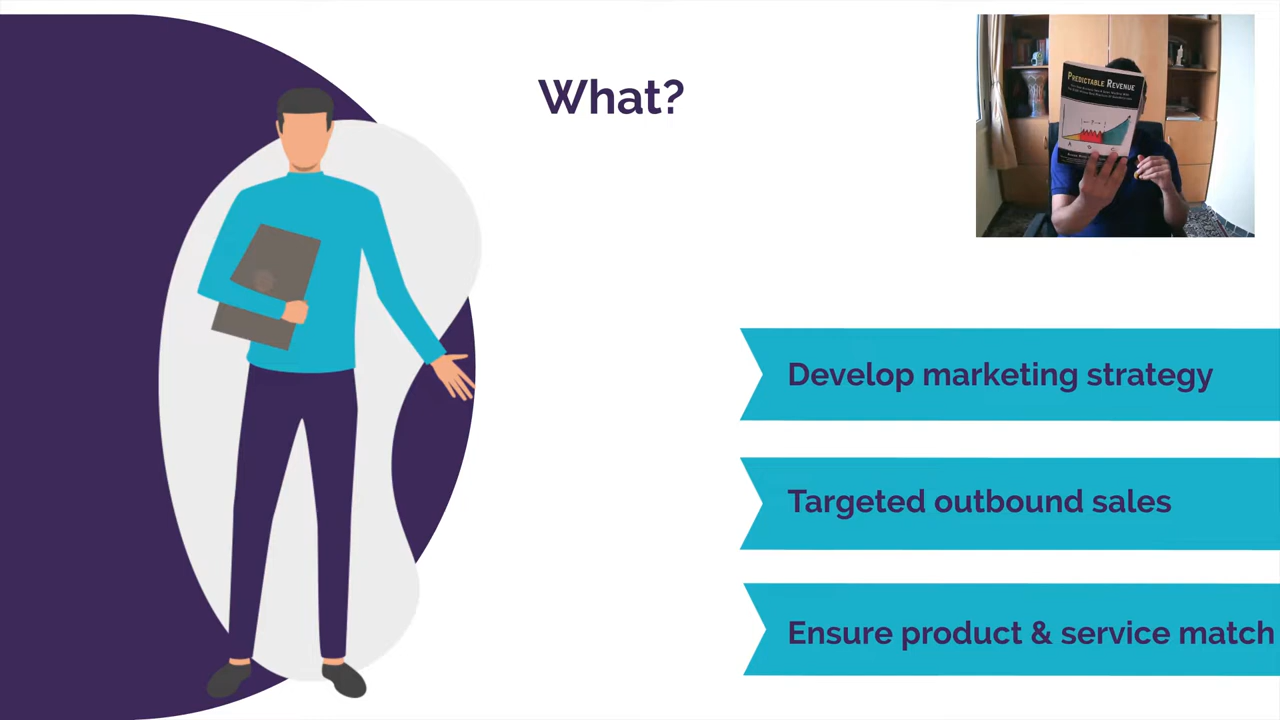 What?
PREDICTABLE REVENUE
A B C
Develop marketing strategy
Targeted outbound sales
Ensure product & service match